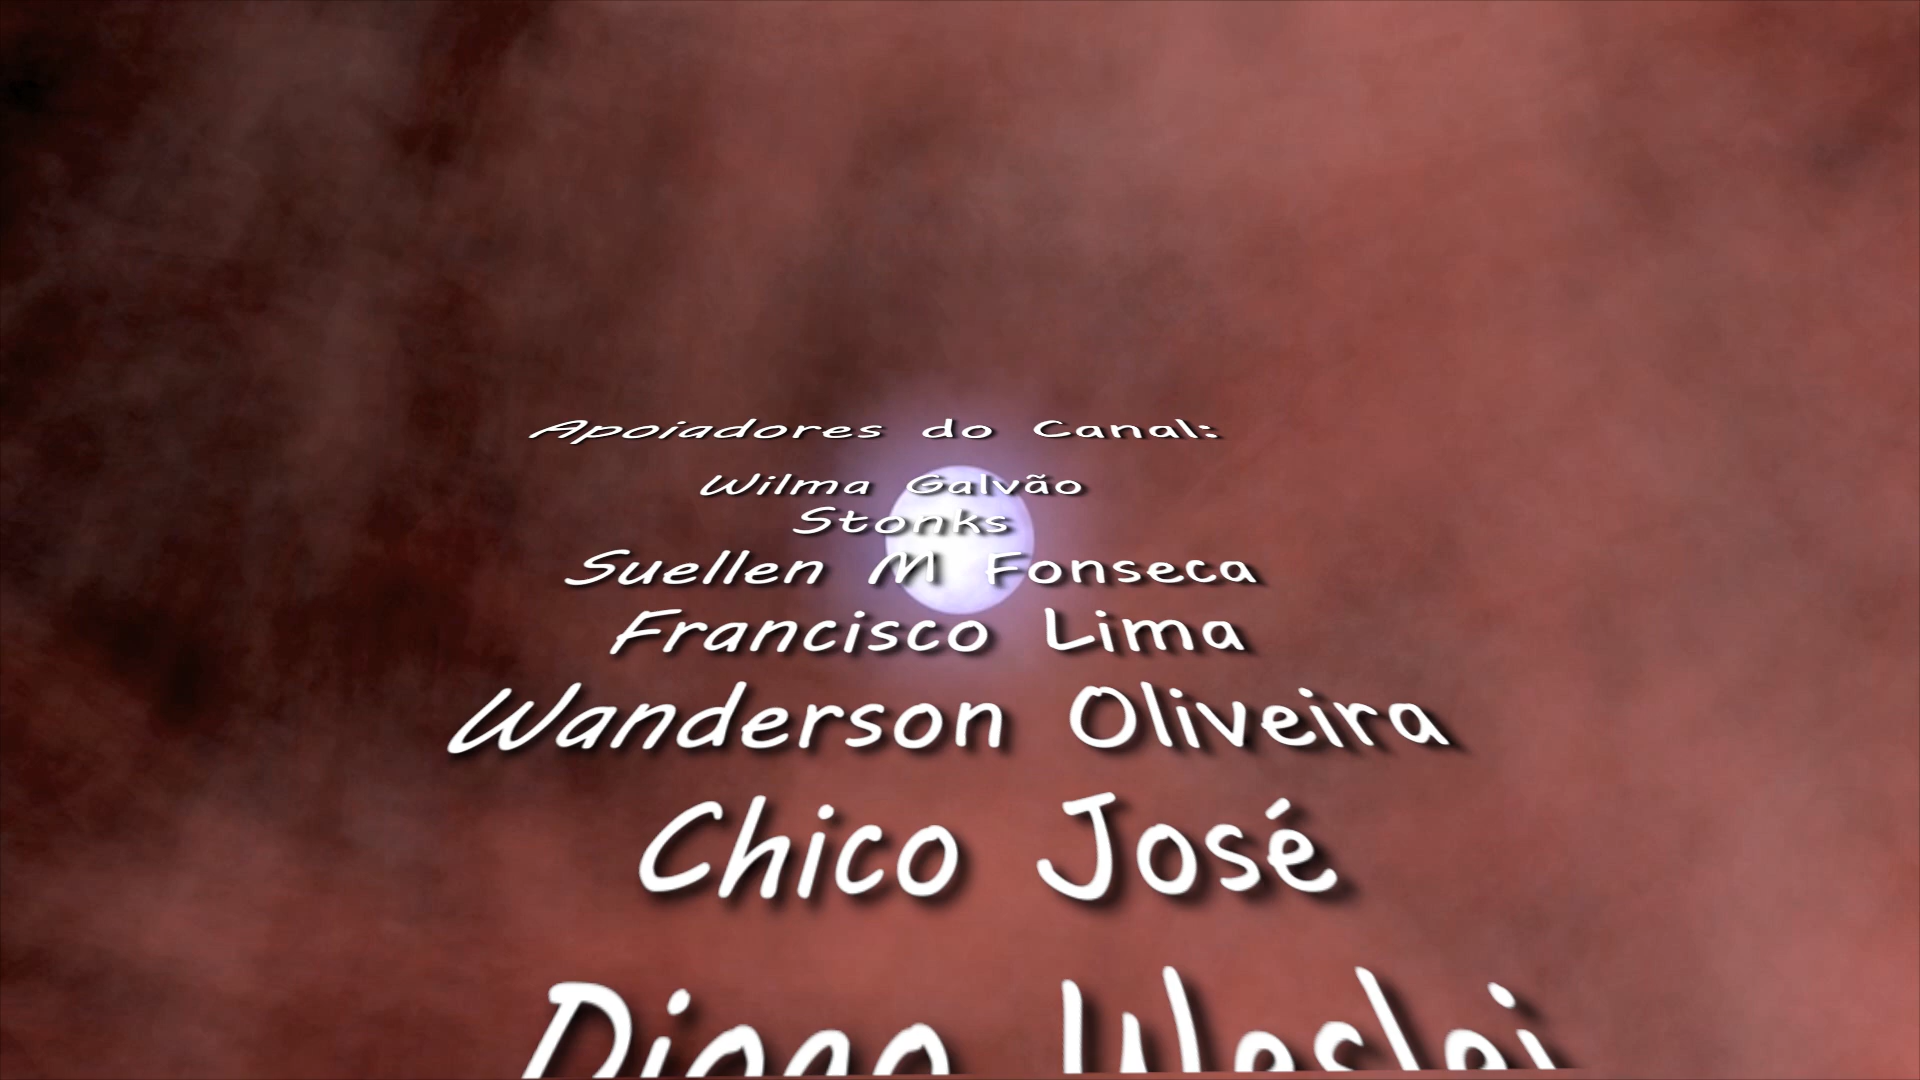 Apoiadores do Canal:
Wilma Galvão
Stonks
Suellen M Fonseca
Francisco Lima
Wanderson Oliveira
Chico José